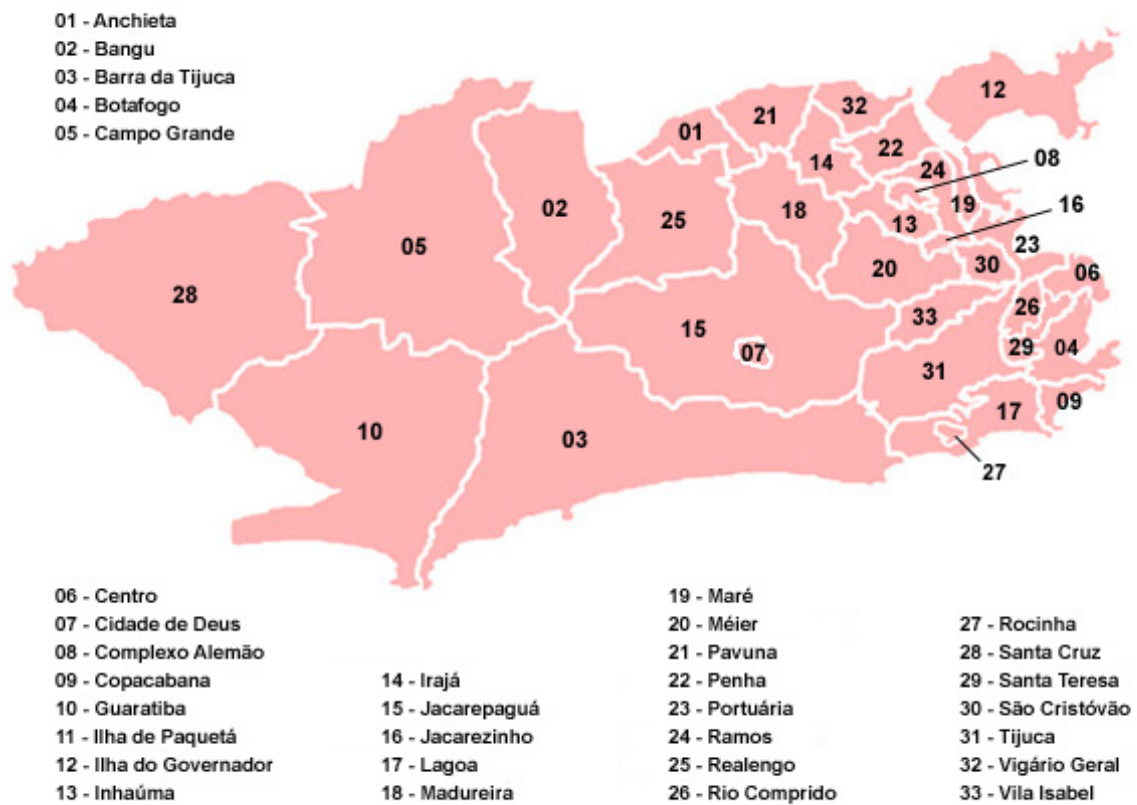 01 - Anchieta
02 - Bangu
03 - Barra da Tijuca
04 - Botafogo
05 - Campo Grande
12
32
21
01
22
14
08
24
02
25
18
19
16
13
05
23
20
30
06
28
26
33
15
07
29
04
31
09
17
10
03
27
06 - Centro
07 - Cidade de Deus
08 - Complexo Alemão
09 - Copacabana
10 - Guaratiba
11 - Ilha de Paquetá
12 - Ilha do Governador
13 - Inhaúma
14 - Irajá
15 - Jacarepaguá
16 - Jacarezinho
17 - Lagoa
18 - Madureira
19 - Maré
20 - Méier
21 - Pavuna
22 - Penha
23 - Portuária
24 - Ramos
25 - Realengo
26 - Rio Comprido
27 - Rocinha
28 - Santa Cruz
29 - Santa Teresa
30 - São Cristóvão
31 - Tijuca
32 - Vigário Geral
33 - Vila Isabel